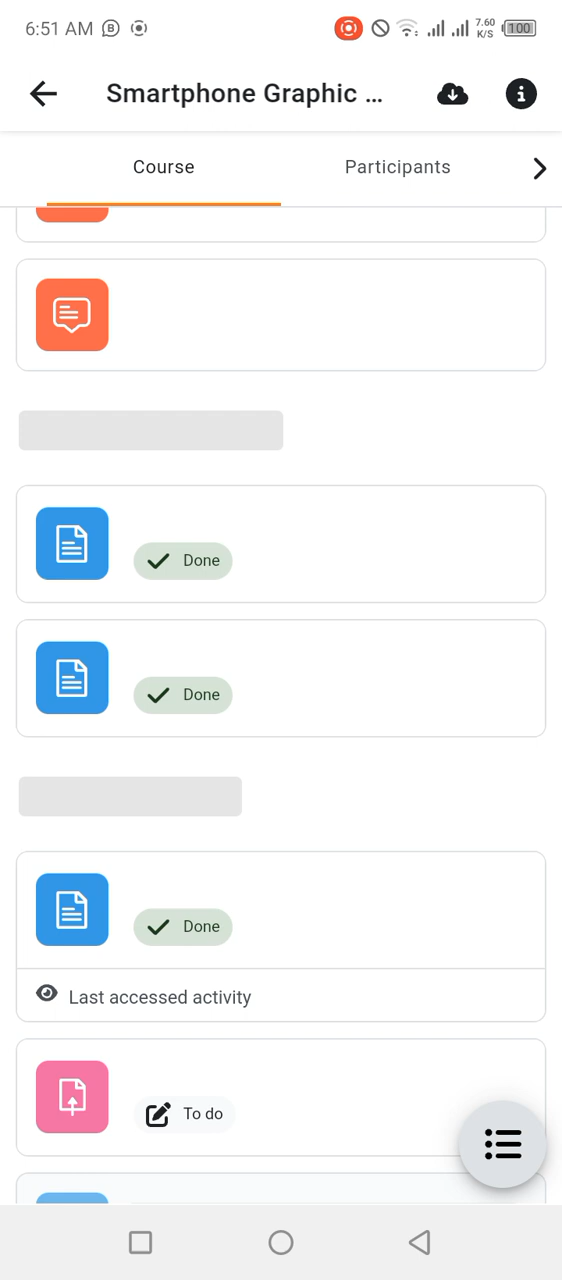 6:51 AM
7.60
K/S
100
Smartphone Graphic ...
Course
Participants
Done
Done
Done
Last accessed activity
To do